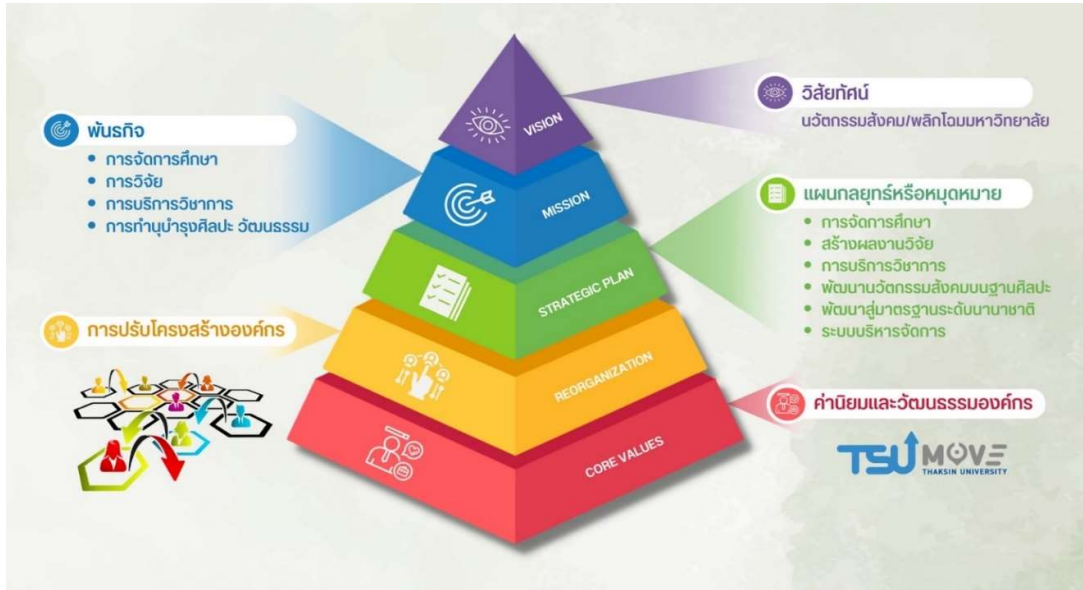 VISION
MISSION
STRATEGIC PLAN
REORGANIZATION
CORE VALUES
พันธกิจ
• การจัดการศึกษา
• การวิจัย
• การบริการวิชาการ
• การทำนุบำรุงศิลปะ วัฒนธรรม
การปรับโครงสร้างองค์กร
วิสัยทัศน์
นวัตกรรมสังคม/พลิกโฉมมหาวิทยาลัย
แผนกลยุทธ์หรือหมุดหมาย
• การจัดการศึกษา
• สร้างผลงานวิจัย
• การบริการวิชาการ
• พัฒนานวัตกรรมสังคมบนฐานศิลปะ
• พัฒนาสู่มาตรฐานระดับนานาชาติ
• ระบบบริหารจัดการ
ค่านิยมและวัฒนธรรมองค์กร
TSU MOVE
THAKSIN UNIVERSITY